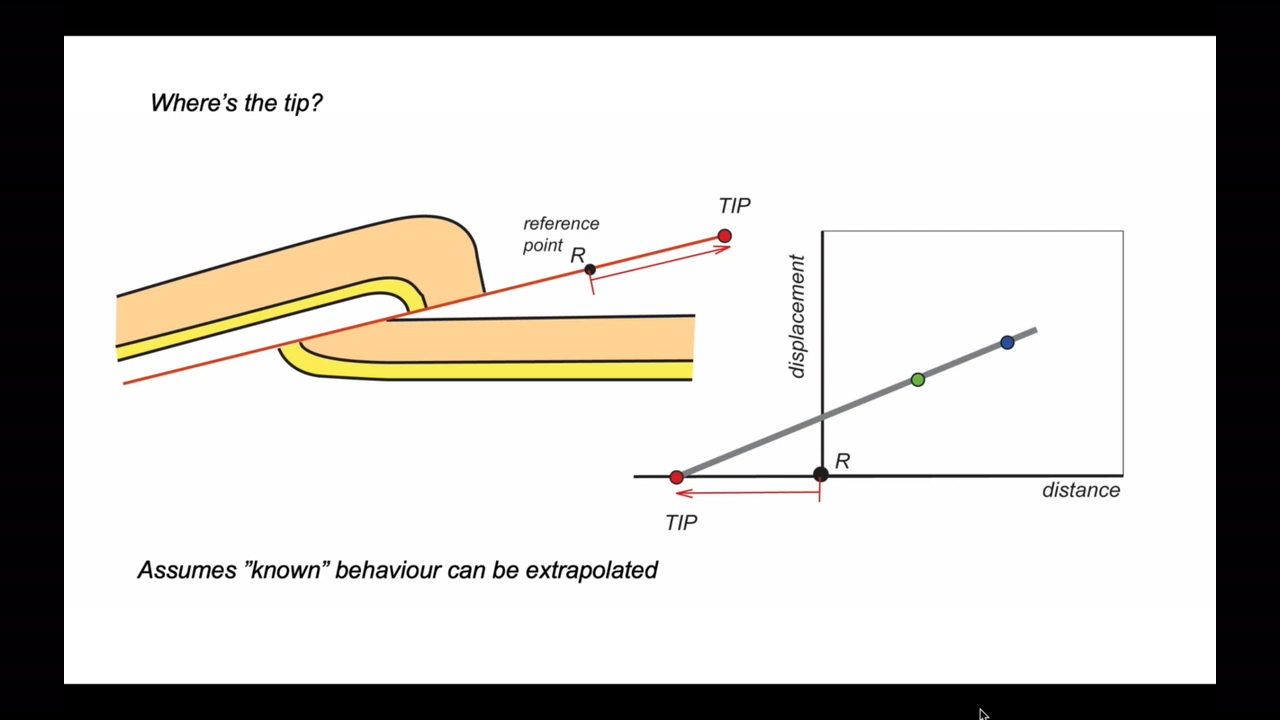 Where's the tip?
TIP
reference
point
R
displacement
R
distance
TIP
Assumes ”known” behaviour can be extrapolated